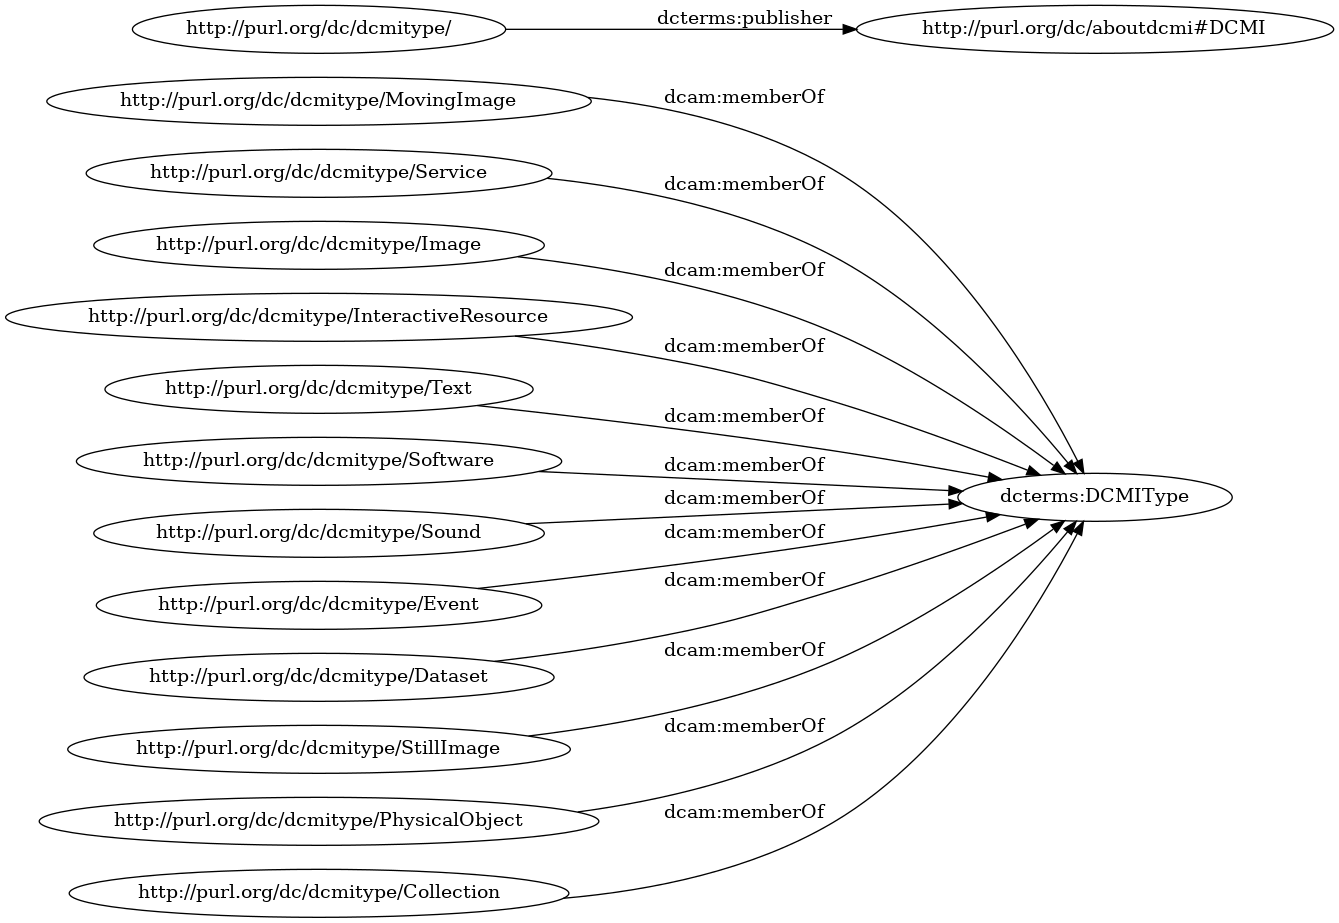 http://purl.org/dc/dcmitype/
dcterms:publisher
http://purl.org/dc/aboutdcmi#DCMI
http://purl.org/dc/dcmitype/MovingImage
dcam:memberOf
http://purl.org/dc/dcmitype/Service
dcam:memberOf
http://purl.org/dc/dcmitype/Image
dcam:memberOf
http://purl.org/dc/dcmitype/InteractiveResource
dcam:memberOf
http://purl.org/dc/dcmitype/Text
dcam:memberOf
http://purl.org/dc/dcmitype/Software
dcam:memberOf
dcterms:DCMIType
http://purl.org/dc/dcmitype/Sound
dcam:memberOf
http://purl.org/dc/dcmitype/Event
dcam:memberOf
http://purl.org/dc/dcmitype/Dataset
dcam:memberOf
http://purl.org/dc/dcmitype/StillImage
dcam:memberOf
http://purl.org/dc/dcmitype/PhysicalObject
dcam:memberOf
http://purl.org/dc/dcmitype/Collection
dcam:memberOf